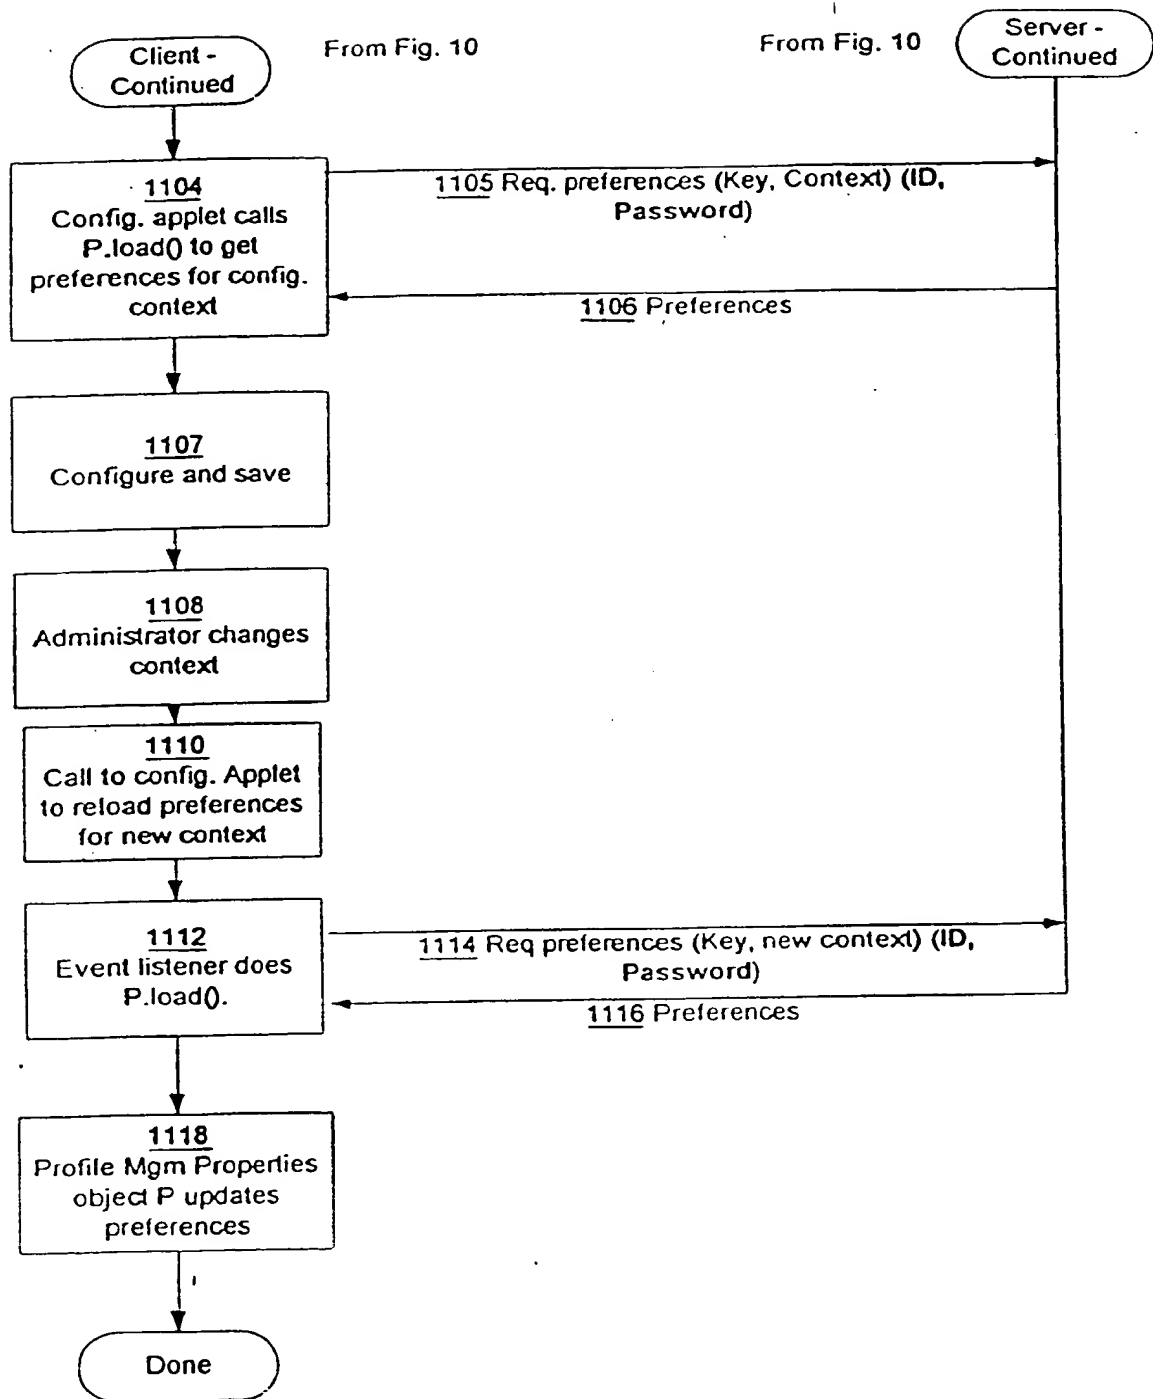 Client -
Continued
From Fig. 10
From Fig. 10
Server -
Continued
1104
Config. applet calls
P.load() to get
preferences for config.
context
1105 Req. preferences (Key, Context) (ID,
Password)
1106 Preferences
1107
Configure and save
1108
Administrator changes
context
1110
Call to config. Applet
to reload preferences
for new context
1112
Event listener does
P.load().
1114 Req preferences (Key, new context) (ID,
Password)
1116 Preferences
1118
Profile Mgm Properties
object P updates
preferences
Done